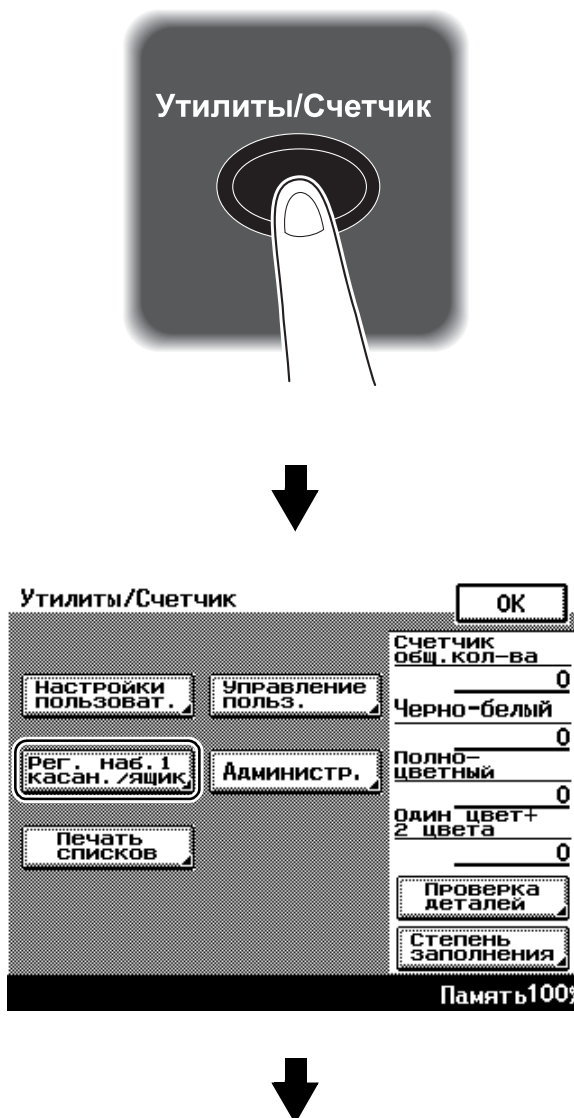 Утилиты/Счетчик
Утилиты/Счетчик
OK
Настройки
пользоват.
Управление
польз.
Рег. наб.1
касан./ящик
Администр.
Печать
списков
Счетчик
общ.кол-ва
0
Черно-белый
0
Полно-
цветный
0
Один цвет+
2 цвета
0
Проверка
деталей
Степень
заполнения
Память100%